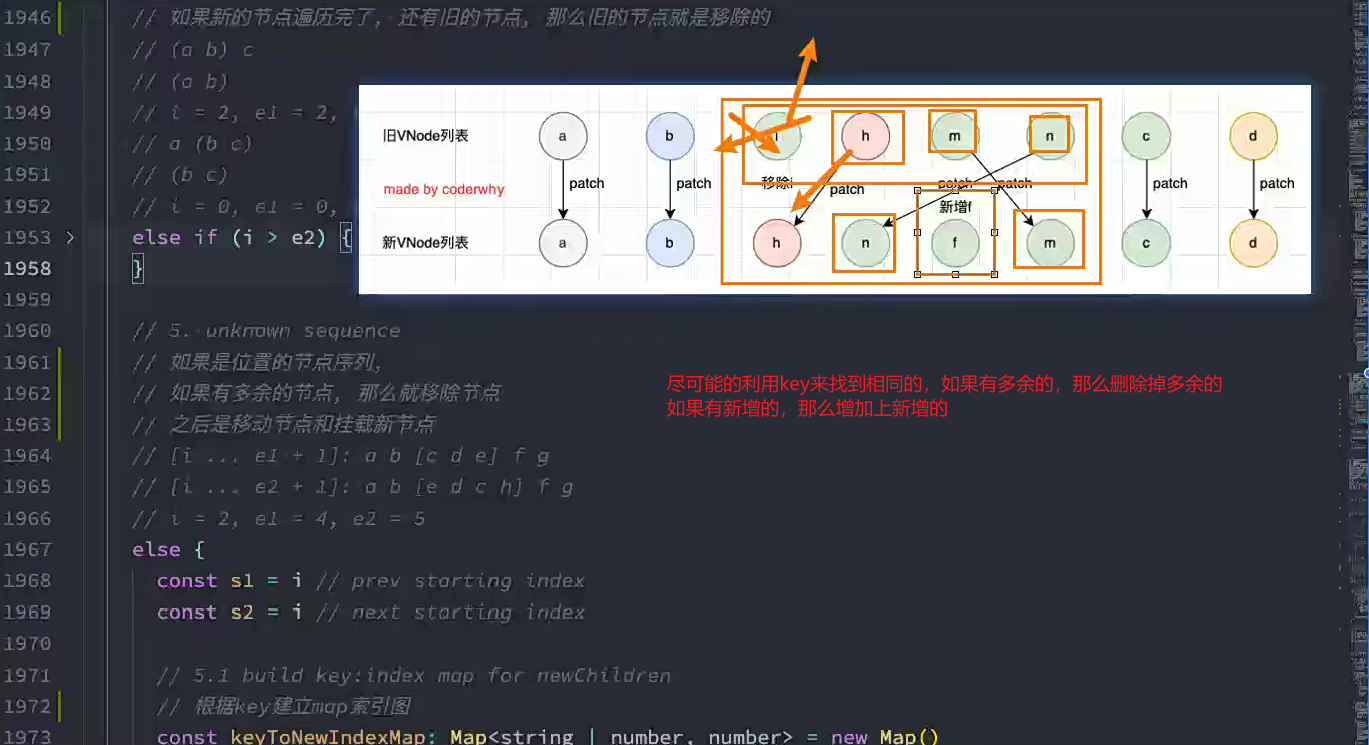 1946 // 如果新的节点遍历完了, 还有旧的节点, 那么旧的节点就是移除的
1947 // (a b) c
1948 // (a b)
1949 // i = 2, e1 = 2,
1950 // a (b c)
1951 // (b c)
1952 // i = 0, e1 = 0,
1953 else if (i > e2) {
1958 }
旧VNode列表 a b i h m n c d
made by coderwhy patch patch 移除i patch patch patch patch patch
新增f
新VNode列表 a b h n f m c d
1959
1960 // 5. unknown sequence
1961 // 如果是位置的节点序列,
1962 // 如果有多余的节点, 那么就移除节点
1963 // 之后是移动节点和挂载新节点
尽可能的利用key来找到相同的，如果有多余的，那么删除掉多余的
如果有新增的，那么增加上新增的
1964 // [i ... e1 + 1]: a b [c d e] f g
1965 // [i ... e2 + 1]: a b [e d c h] f g
1966 // i = 2, e1 = 4, e2 = 5
1967 else {
1968 const s1 = i // prev starting index
1969 const s2 = i // next starting index
1970
1971 // 5.1 build key:index map for newChildren
1972 // 根据key建立map索引图
1973 const keyToNewIndexMap: Map<string | number, number> = new Map()